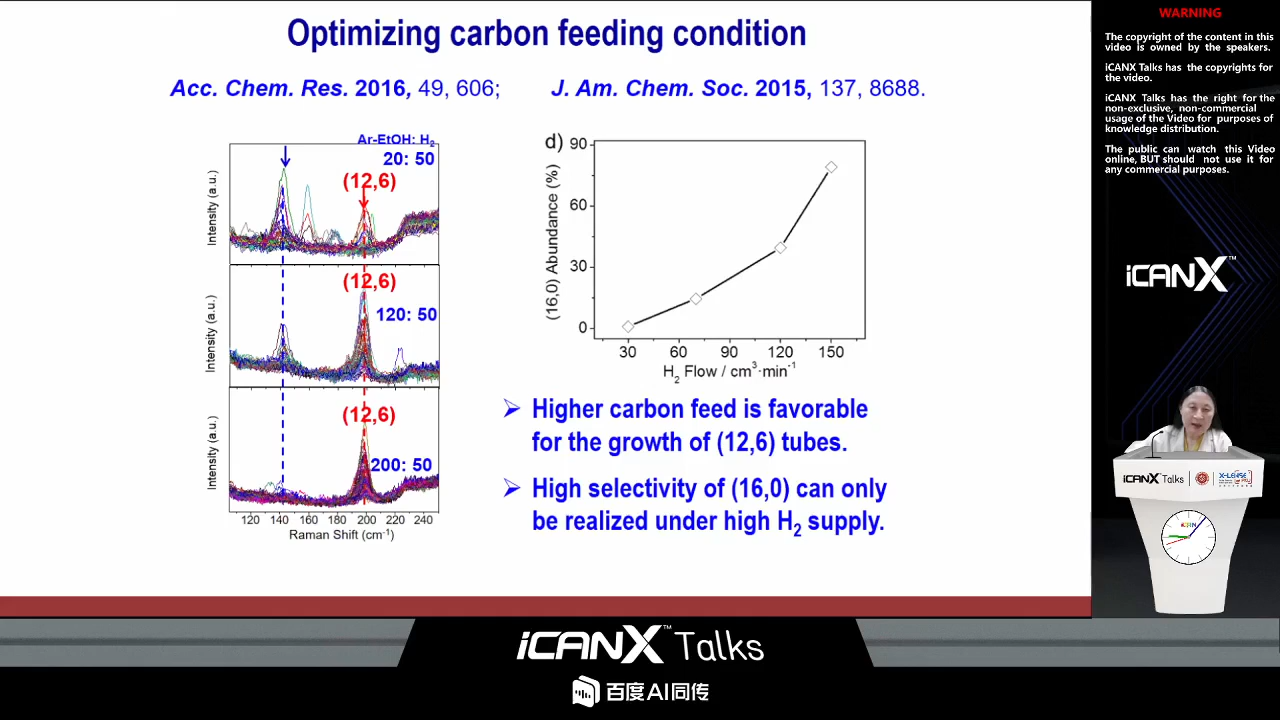 Optimizing carbon feeding condition
Acc. Chem. Res. 2016, 49, 606;
J. Am. Chem. Soc. 2015, 137, 8688.
Ar-EtOH: H2
20: 50
(12,6)
Intensity (a.u.)
(12,6)
120: 50
Intensity (a.u.)
(12,6)
200: 50
Intensity (a.u.)
120 140 160 180 200 220 240
Raman Shift (cm-1)
d)
90
60
30
0
(16,0) Abundance (%)
30 60 90 120 150
H2 Flow / cm3·min-1
➢ Higher carbon feed is favorable
for the growth of (12,6) tubes.
➢ High selectivity of (16,0) can only
be realized under high H2 supply.
WARNING
The copyright of the content in this
video is owned by the speakers.
iCANX Talks has the copyrights for
the video.
iCANX Talks has the right for the
non-exclusive, non-commercial
usage of the Video for purposes of
knowledge distribution.
The public can watch this Video
online, BUT should not use it for
any commercial purposes.
iCANX™
iCANX Talks
iCANX™ Talks
百度AI同传